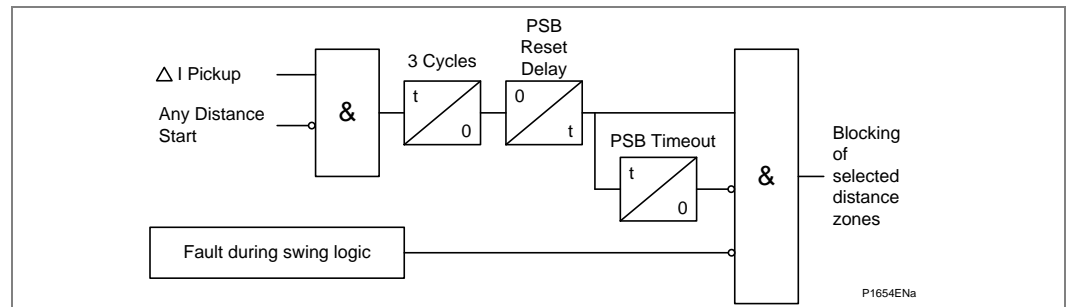 PSB
Reset
Delay
3 Cycles
△ I Pickup
t
0
0
t
Any Distance
Start
&
PSB Timeout
t
0
&
Blocking
of
selected
distance
zones
Fault during swing logic
P1654ENa